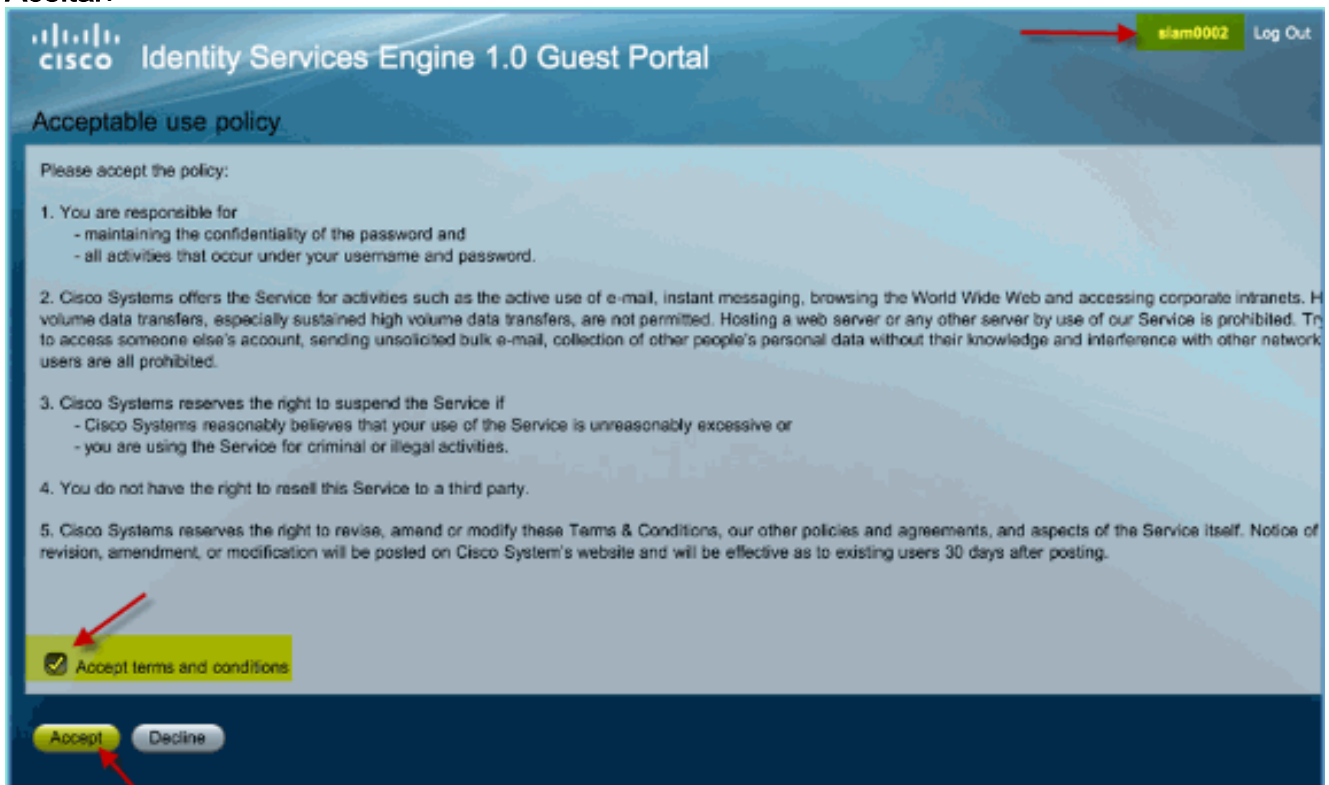 cisco Identity Services Engine 1.0 Guest Portal
siam0002 Log Out
Acceptable use policy
Please accept the policy:
1. You are responsible for
- maintaining the confidentiality of the password and
- all activities that occur under your username and password.
2. Cisco Systems offers the Service for activities such as the active use of e-mail, instant messaging, browsing the World Wide Web and accessing corporate intranets. H
volume data transfers, especially sustained high volume data transfers, are not permitted. Hosting a web server or any other server by use of our Service is prohibited. Try
to access someone else's account, sending unsolicited bulk e-mail, collection of other people's personal data without their knowledge and interference with other network
users are all prohibited.
3. Cisco Systems reserves the right to suspend the Service if
- Cisco Systems reasonably believes that your use of the Service is unreasonably excessive or
- you are using the Service for criminal or illegal activities.
4. You do not have the right to resell this Service to a third party.
5. Cisco Systems reserves the right to revise, amend or modify these Terms & Conditions, our other policies and agreements, and aspects of the Service itself. Notice of
revision, amendment, or modification will be posted on Cisco System's website and will be effective as to existing users 30 days after posting.
Accept terms and conditions
Accept Decline